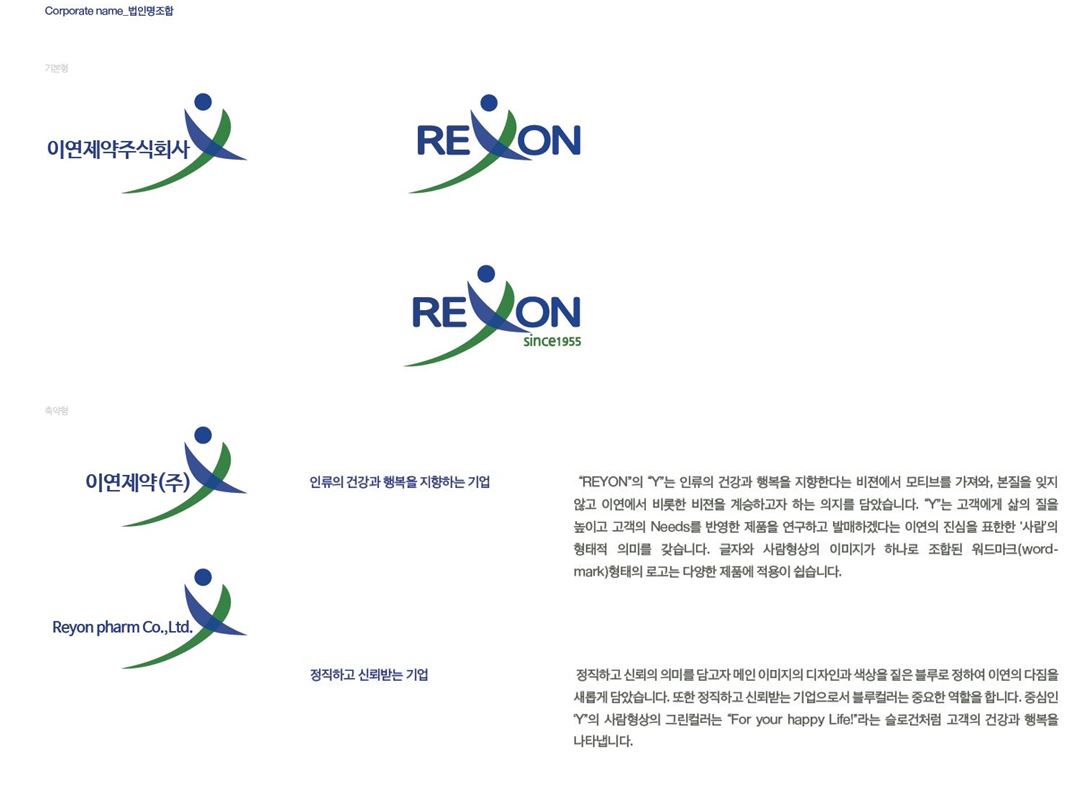 Corporate name_법인명조합
기본형
이연제약주식회사
REYON
REYON
since1955
축약형
이연제약(주)
인류의 건강과 행복을 지향하는 기업
“REYON”의 “Y”는 인류의 건강과 행복을 지향한다는 비젼에서 모티브를 가져와, 본질을 잊지
않고 이연에서 비롯한 비젼을 계승하고자 하는 의지를 담았습니다. “Y”는 고객에게 삶의 질을
높이고 고객의 Needs를 반영한 제품을 연구하고 발매하겠다는 이연의 진심을 표한한 ‘사람’의
형태적 의미를 갖습니다. 글자와 사람형상의 이미지가 하나로 조합된 워드마크(word-
mark)형태의 로고는 다양한 제품에 적용이 쉽습니다.
Reyon pharm Co.,Ltd.
정직하고 신뢰받는 기업
정직하고 신뢰의 의미를 담고자 메인 이미지의 디자인과 색상을 짙은 블루로 정하여 이연의 다짐을
새롭게 담았습니다. 또한 정직하고 신뢰받는 기업으로서 블루컬러는 중요한 역할을 합니다. 중심인
‘Y”의 사람형상의 그린컬러는 “For your happy Life!”라는 슬로건처럼 고객의 건강과 행복을
나타냅니다.